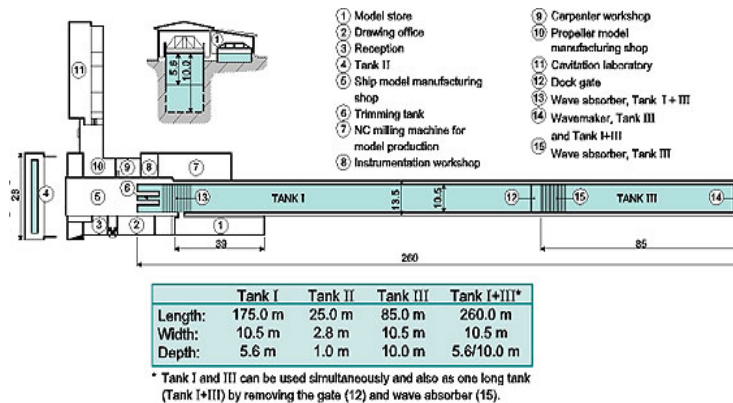 ① Model store
② Drawing office
③ Reception
④ Tank II
⑤ Ship model manufacturing
shop
⑥ Trimming tank
⑦ NC milling machine for
model production
⑧ Instrumentation workshop
⑨ Carpenter workshop
⑩ Propeller model
manufacturing shop
⑪ Cavitation laboratory
⑫ Dock gate
⑬ Wave absorber, Tank I + III
⑭ Wavemaker, Tank III
and Tank I+III
⑮ Wave absorber, Tank III
1
5.6
10.0
11
10 9 8 7
4
28
5
6
13
TANK I
13.5
10.5
12
15
TANK III
14
3 2 1
39
85
260
Tank I Tank II Tank III Tank I+III*
Length: 175.0 m 25.0 m 85.0 m 260.0 m
Width: 10.5 m 2.8 m 10.5 m 10.5 m
Depth: 5.6 m 1.0 m 10.0 m 5.6/10.0 m
* Tank I and III can be used simultaneously and also as one long tank
(Tank I+III) by removing the gate (12) and wave absorber (15).